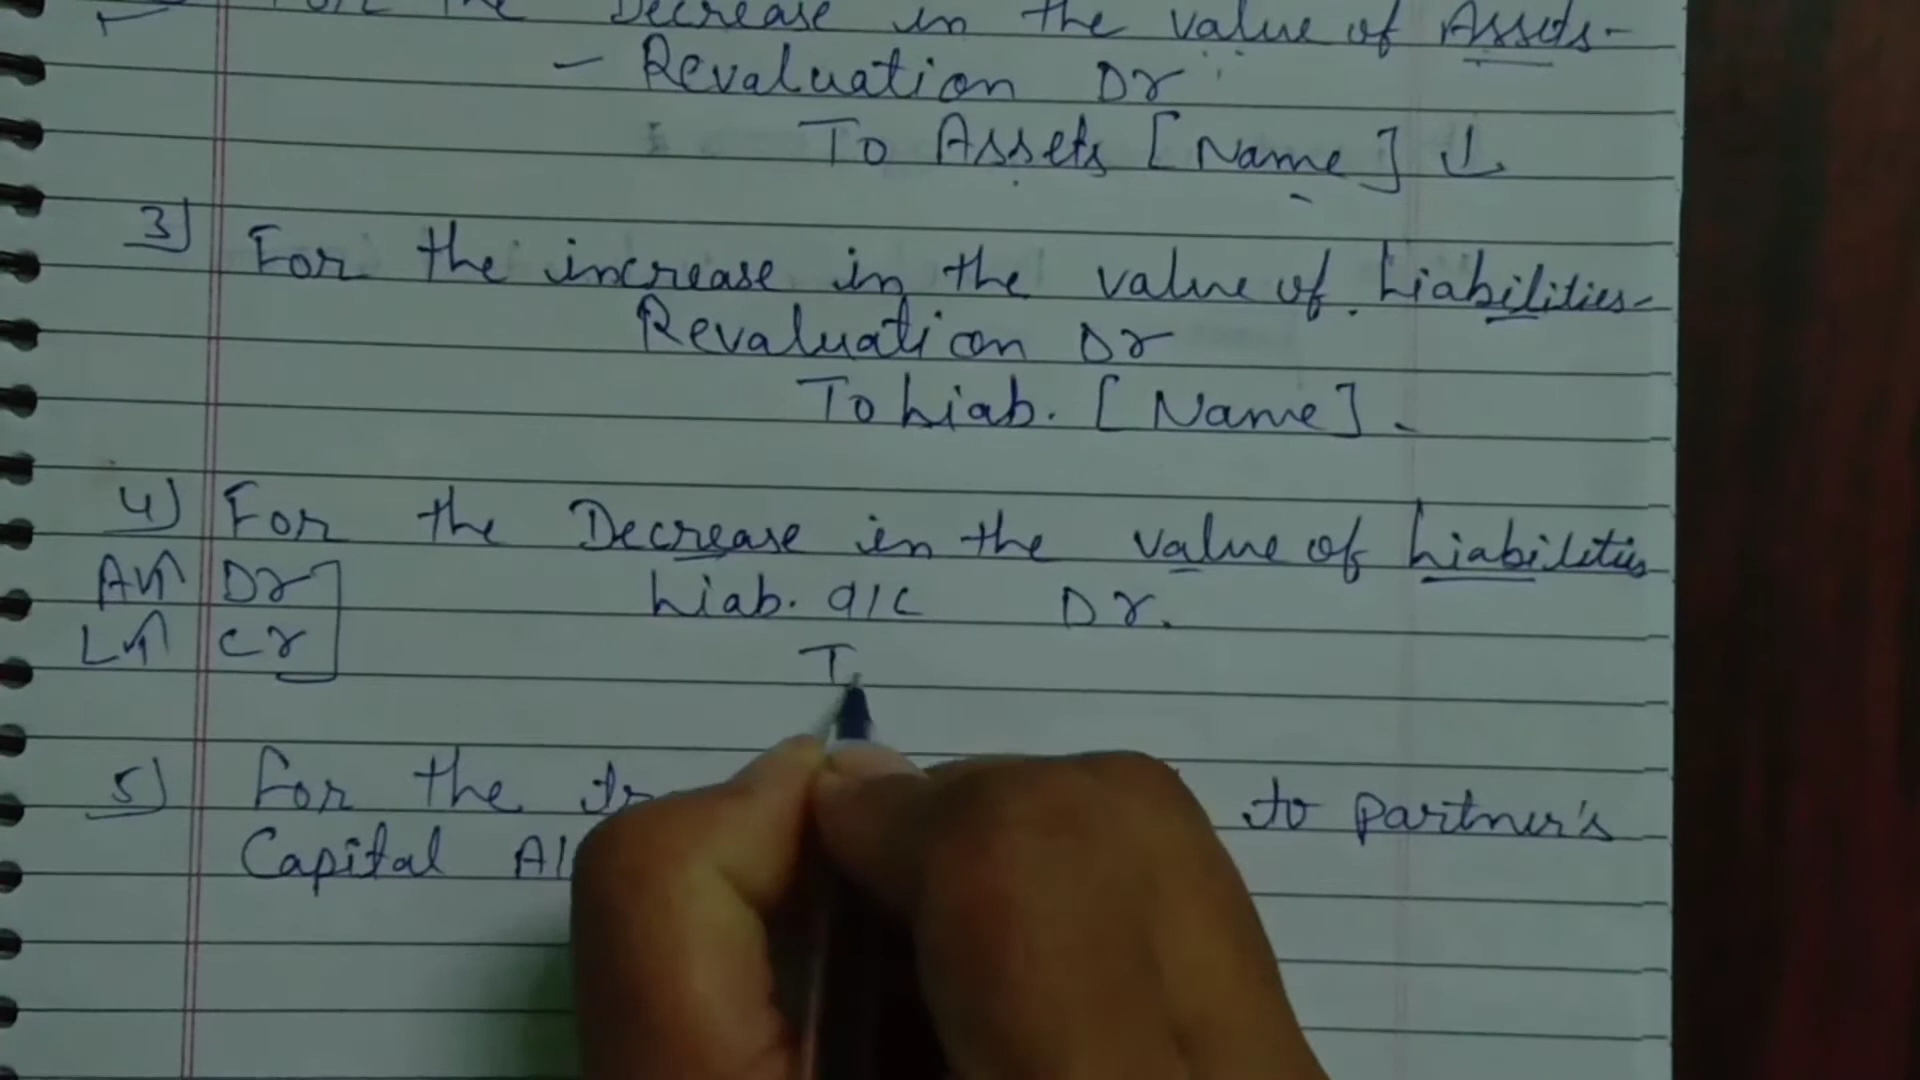 the Decrease in the value of Assets-
- Revaluation Dr
To Assets [Name] ↓
3) For the increase in the value of Liabilities-
Revaluation Dr
To Liab. [Name].
4) For the Decrease in the value of Liabilities
A↑ Dr
Liab. a/c Dr.
L↑ Cr
T
5) For the to partner's
Capital